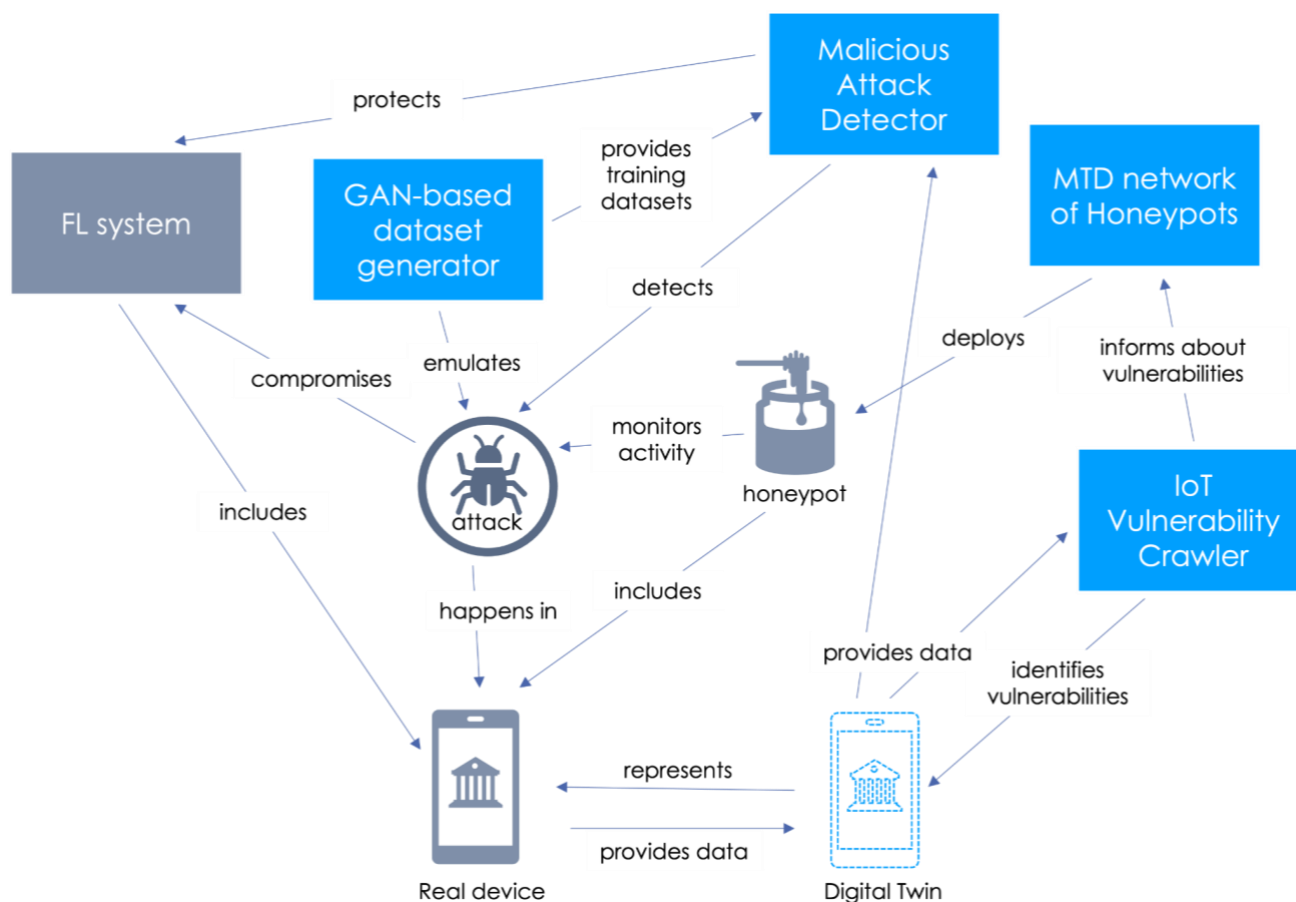 Malicious
Attack
Detector
protects
provides
training
datasets
MTD network
of Honeypots
FL system
GAN-based
dataset
generator
detects
deploys
informs about
vulnerabilities
compromises
emulates
monitors
activity
honeypot
attack
IoT
Vulnerability
Crawler
includes
happens in
includes
provides data
identifies
vulnerabilities
represents
provides data
Real device
Digital Twin